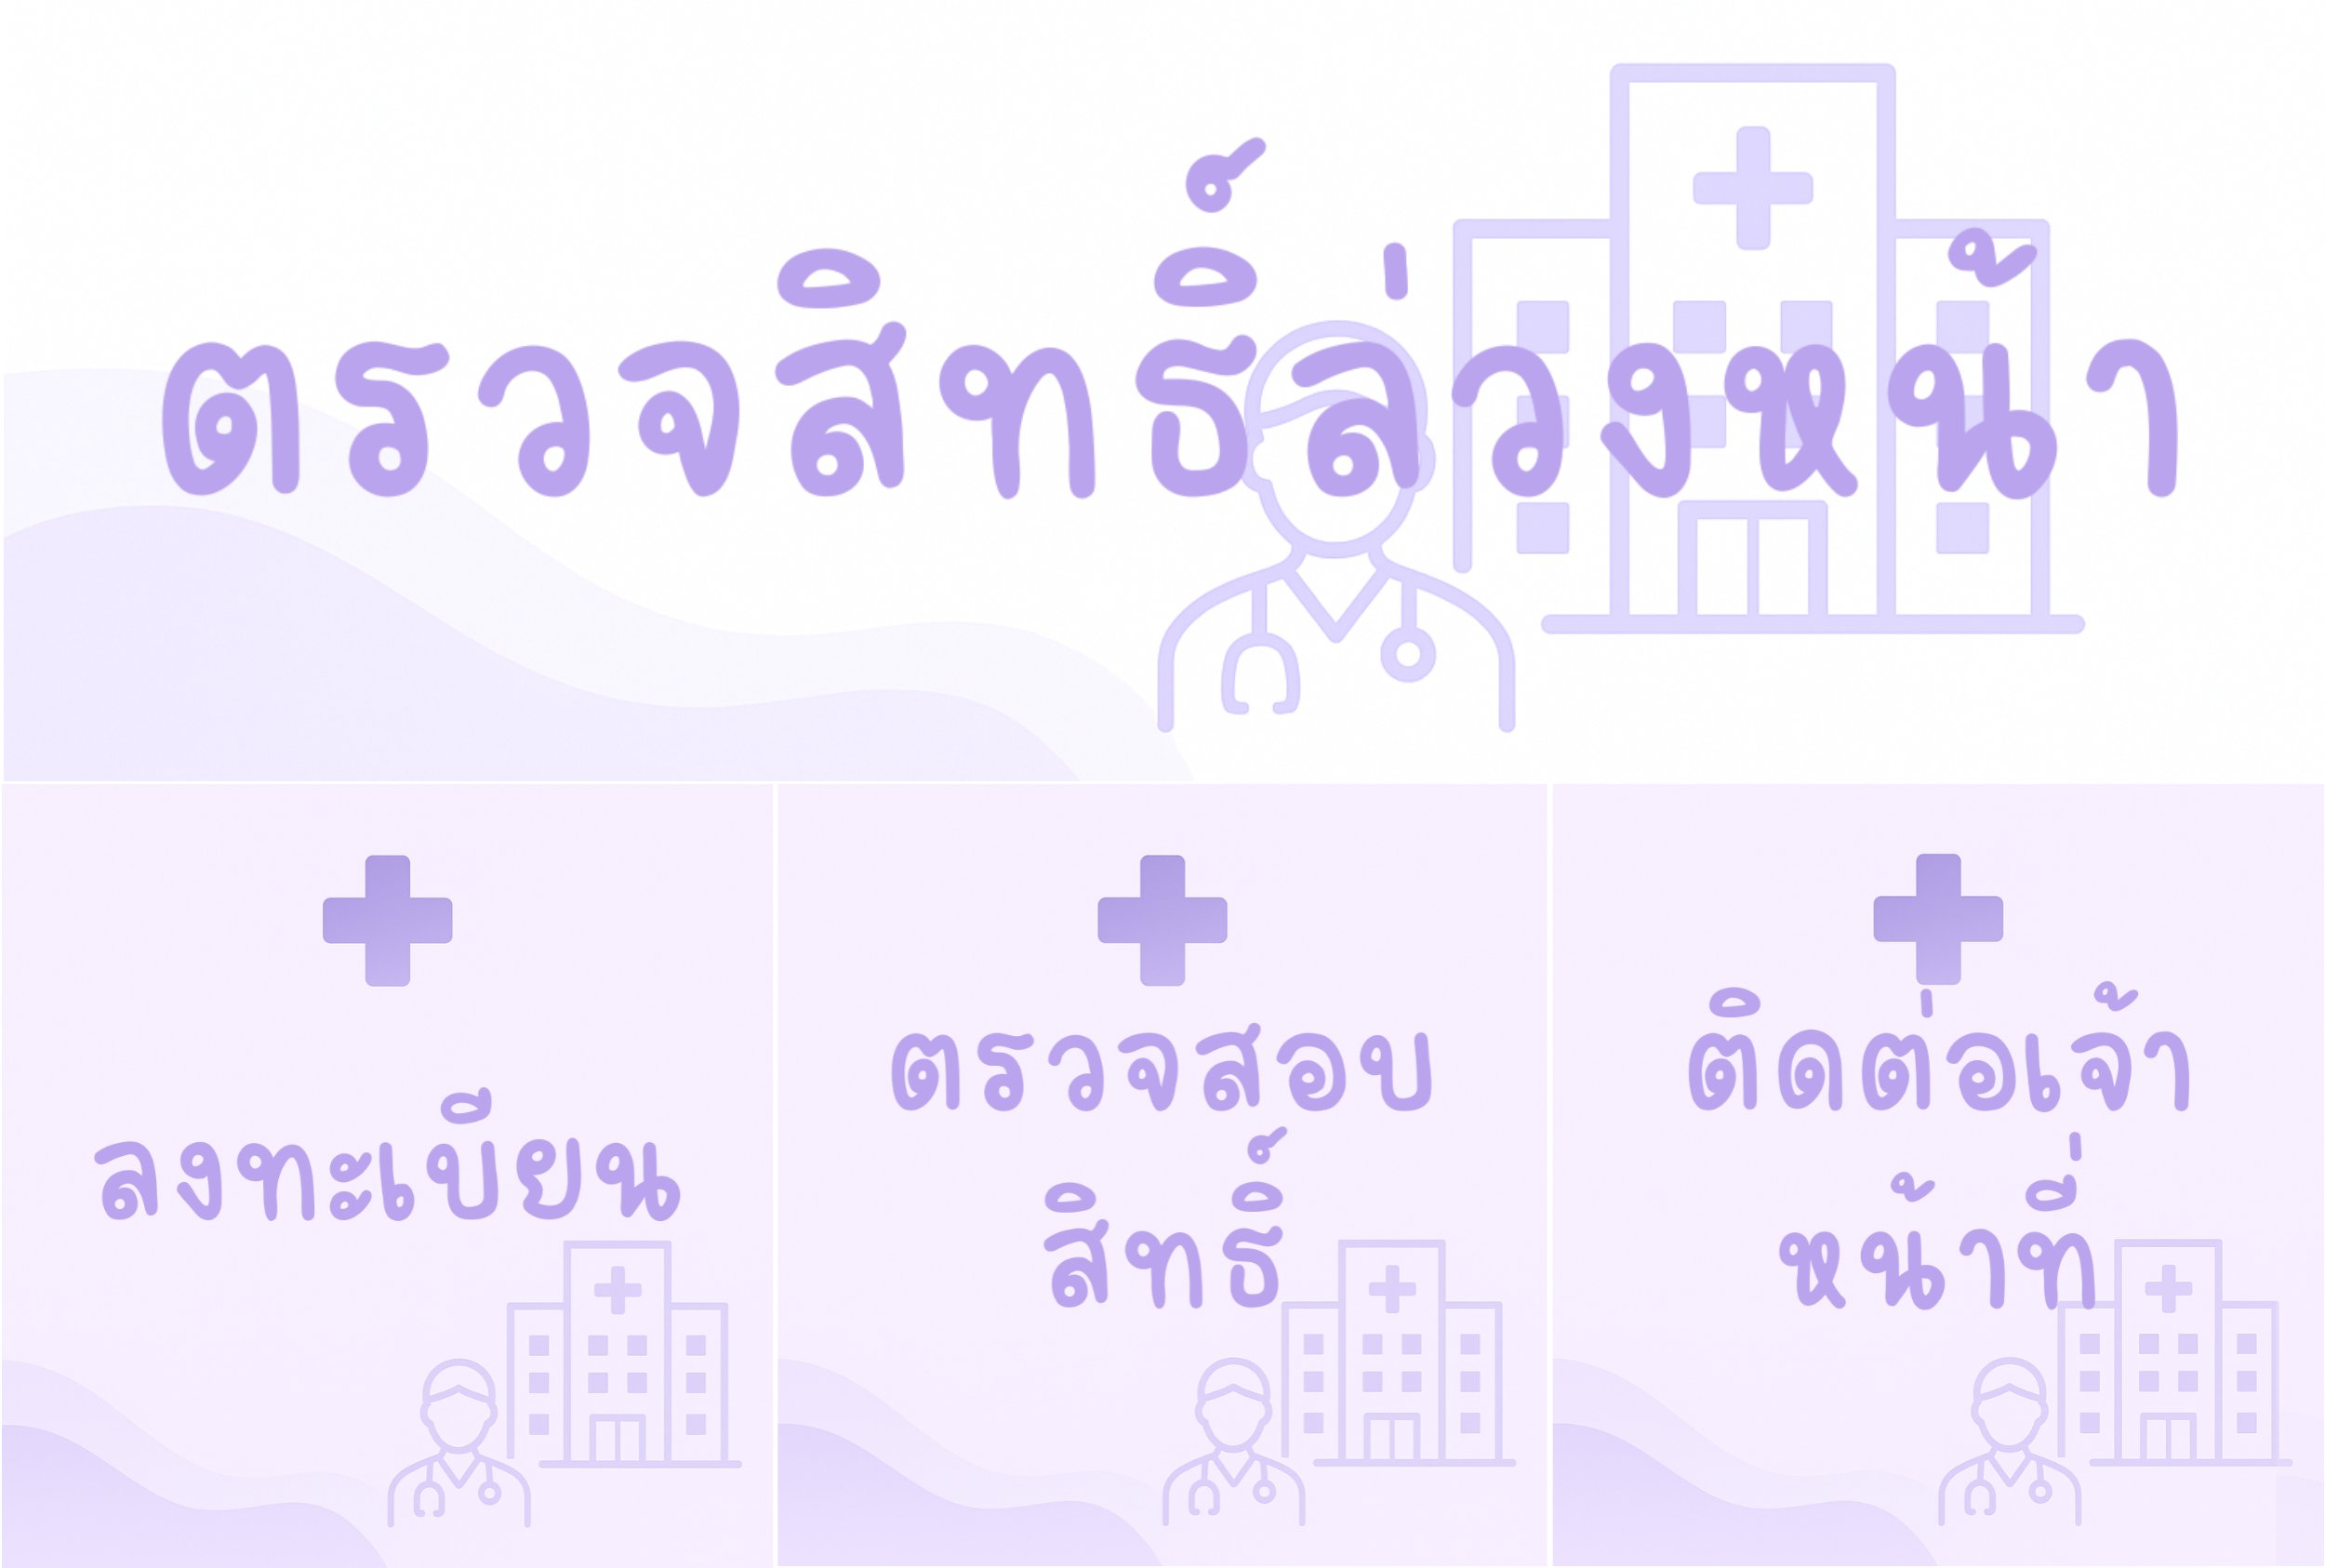 ตรวจสิทธิ์ล่วงหน้า
ลงทะเบียน
ตรวจสอบ
สิทธิ์
ติดต่อเจ้า
หน้าที่